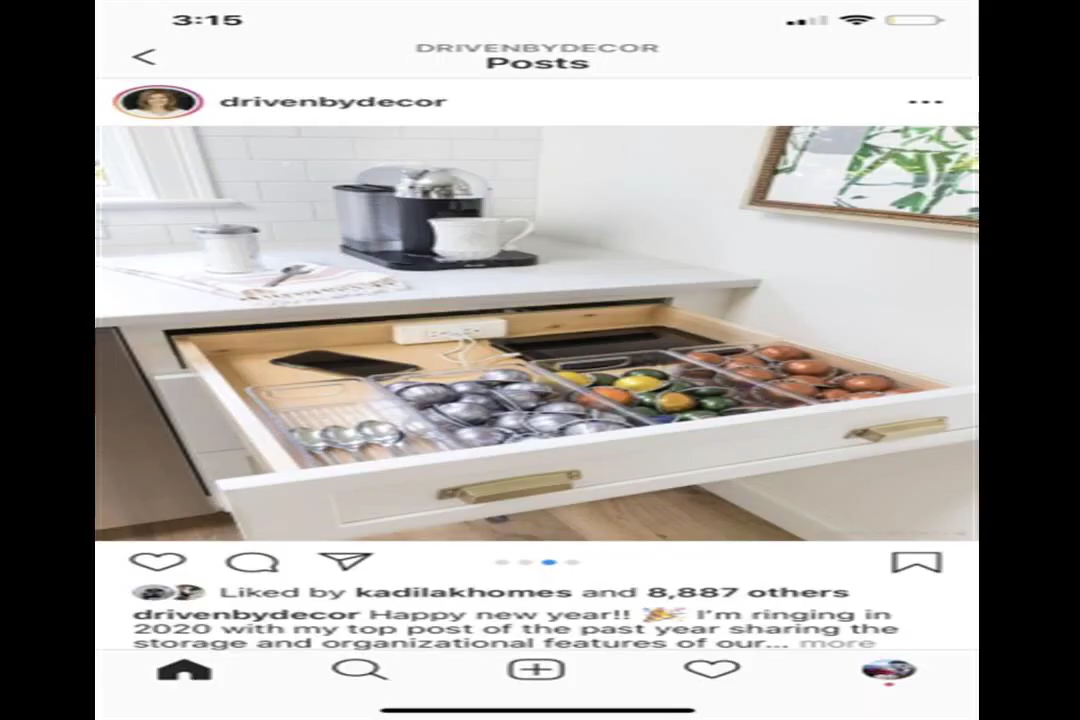 3:15
DRIVENBYDECOR
Posts
drivenbydecor
Liked by kadilakhomes and 8,887 others
drivenbydecor Happy new year!! 🎉 I'm ringing in
2020 with my top post of the past year sharing the
storage and organizational features of our... more